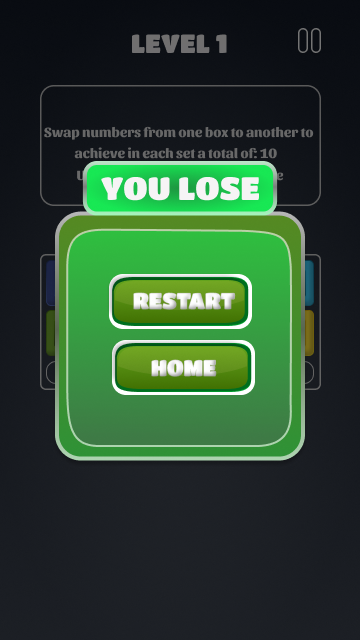 LEVEL 1
Swap numbers from one box to another to
achieve in each set a total of: 10
YOU LOSE
RESTART
HOME